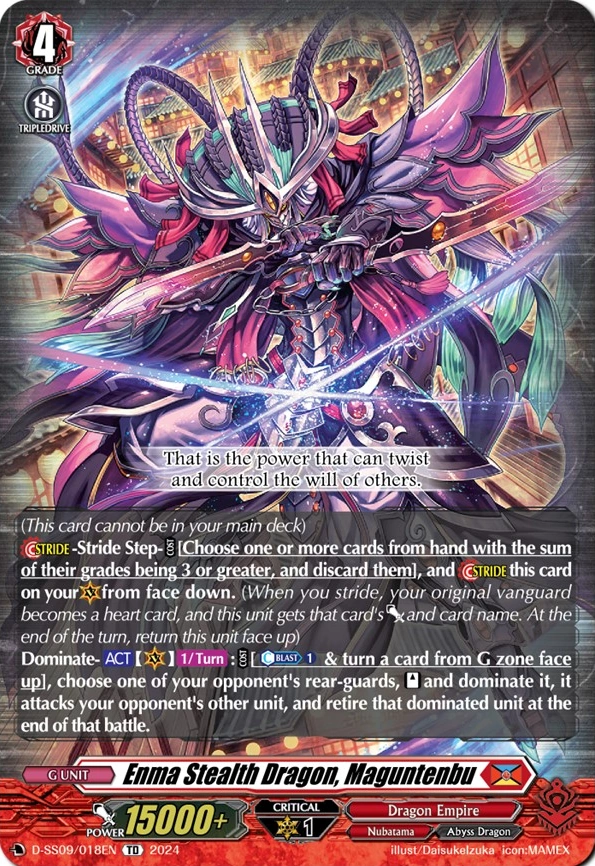 4
GRADE
TRIPLEDRIVE
That is the power that can twist
and control the will of others.
(This card cannot be in your main deck)
STRIDE-Stride Step-COST[Choose one or more cards from hand with the sum
of their grades being 3 or greater, and discard them], and STRIDE this card
on your V from face down. (When you stride, your original vanguard
becomes a heart card, and this unit gets that card's and card name. At the
end of the turn, return this unit face up)
Dominate- ACT【V】1/Turn : COST[C BLAST 1 & turn a card from G zone face
up], choose one of your opponent's rear-guards, and dominate it, it
attacks your opponent's other unit, and retire that dominated unit at the
end of that battle.
G UNIT
Enma Stealth Dragon, Maguntenbu
POWER 15000+
CRITICAL
1
Dragon Empire
Nubatama
Abyss Dragon
D-SS09/018EN TD 2024
illust/Daisukelzuka icon:MAMEX